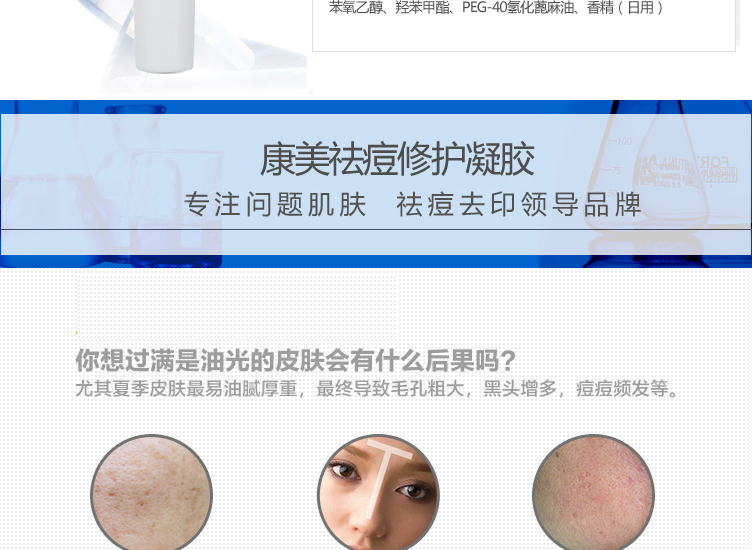 苯氧乙醇、羟苯甲酯、PEG-40氢化蓖麻油、香精（日用）
康美祛痘修护凝胶
专注问题肌肤 祛痘去印领导品牌
你想过满是油光的皮肤会有什么后果吗？
尤其夏季皮肤最易油腻厚重，最终导致毛孔粗大，黑头增多，痘痘频发等。
T